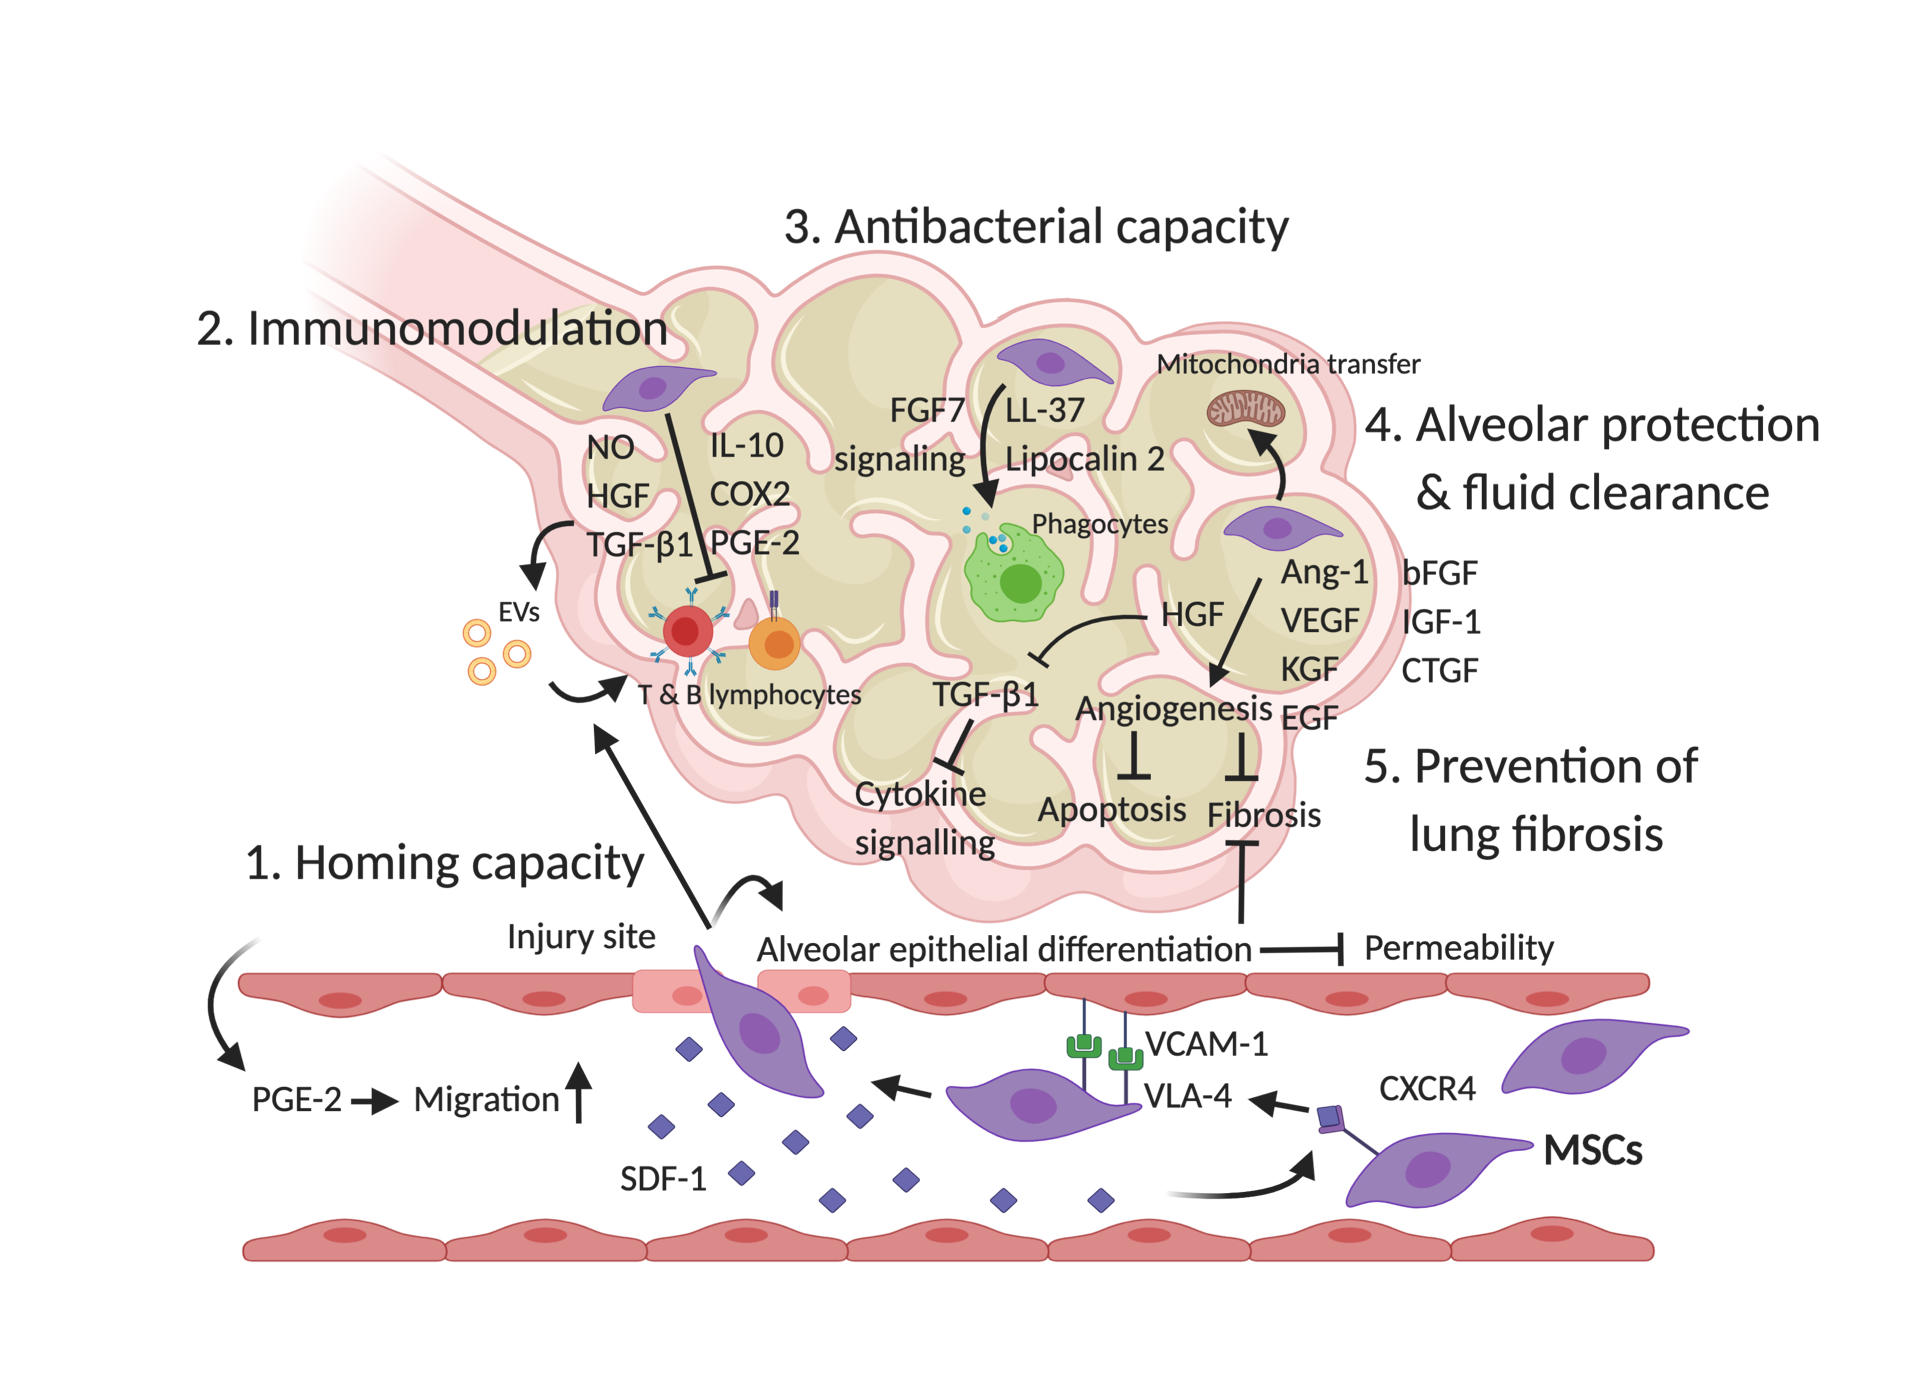 3. Antibacterial capacity
2. Immunomodulation
Mitochondria transfer
4. Alveolar protection
& fluid clearance
FGF7
signaling
LL-37
Lipocalin 2
NO
HGF
TGF-β1
IL-10
COX2
PGE-2
Phagocytes
EVs
T & B lymphocytes
HGF
Ang-1
VEGF
KGF
EGF
bFGF
IGF-1
CTGF
TGF-β1
Angiogenesis
Cytokine
signalling
Apoptosis
Fibrosis
5. Prevention of
lung fibrosis
1. Homing capacity
Injury site
Alveolar epithelial differentiation
Permeability
PGE-2
Migration
VCAM-1
VLA-4
CXCR4
MSCs
SDF-1